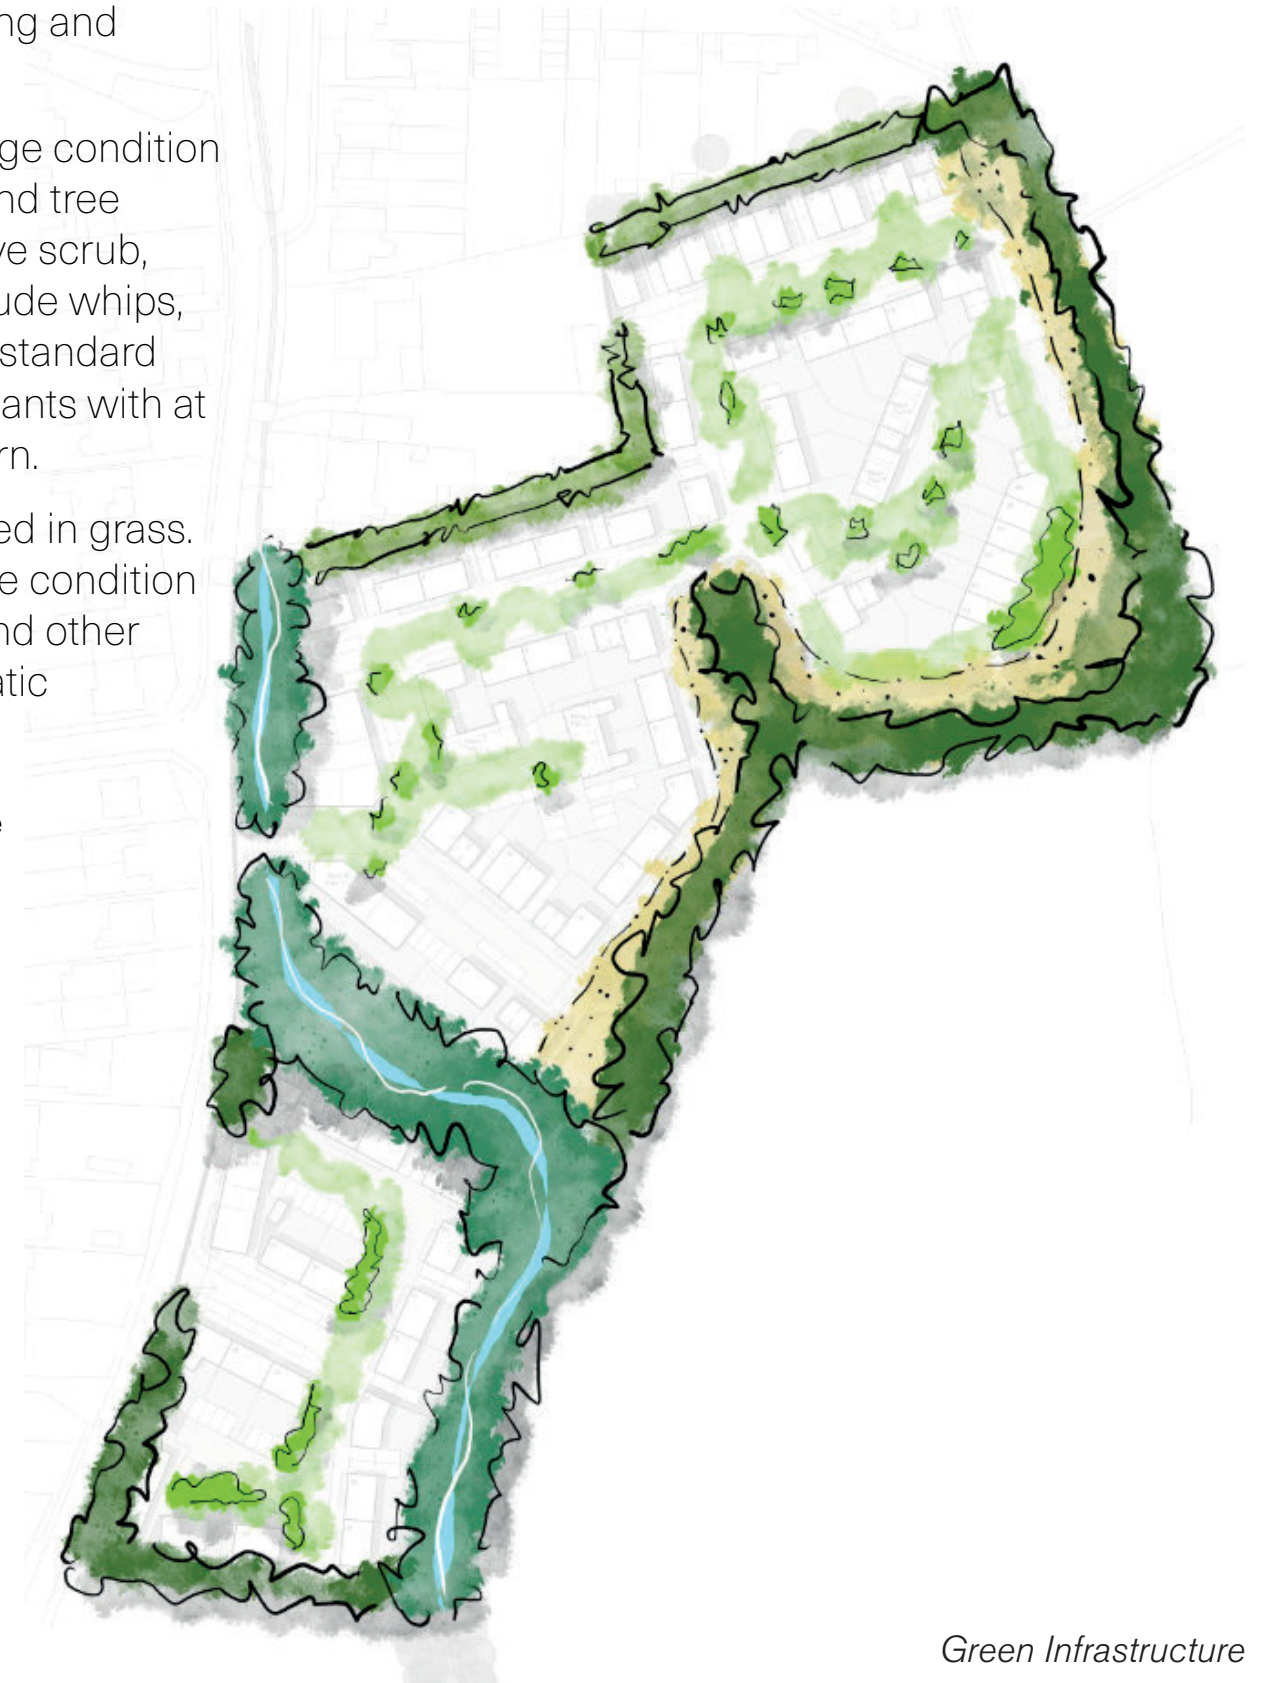 ng and
ge condition
nd tree
ve scrub,
ude whips,
standard
ants with at
rn.
ed in grass.
e condition
nd other
atic
e
Green Infrastructure